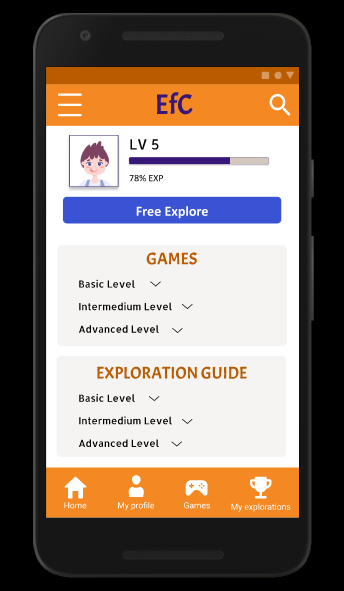 EfC
LV 5
78% EXP
Free Explore
GAMES
Basic Level
Intermedium Level
Advanced Level
EXPLORATION GUIDE
Basic Level
Intermedium Level
Advanced Level
Home My profile Games My explorations